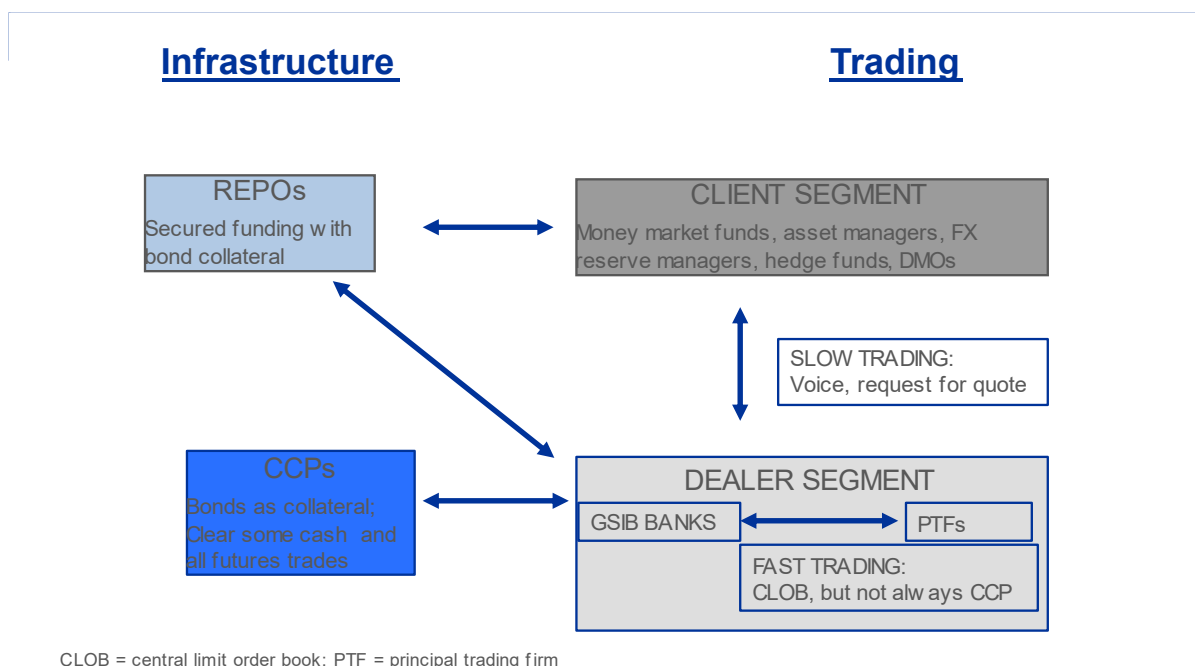 Infrastructure
Trading
REPOs
Secured funding with
bond collateral
CLIENT SEGMENT
Money market funds, asset managers, FX
reserve managers, hedge funds, DMOs
SLOW TRADING:
Voice, request for quote
CCPs
Bonds as collateral;
Clear some cash and
all futures trades
DEALER SEGMENT
GSIB BANKS
PTFs
FAST TRADING:
CLOB, but not always CCP
CLOB = central limit order book; PTF = principal trading firm